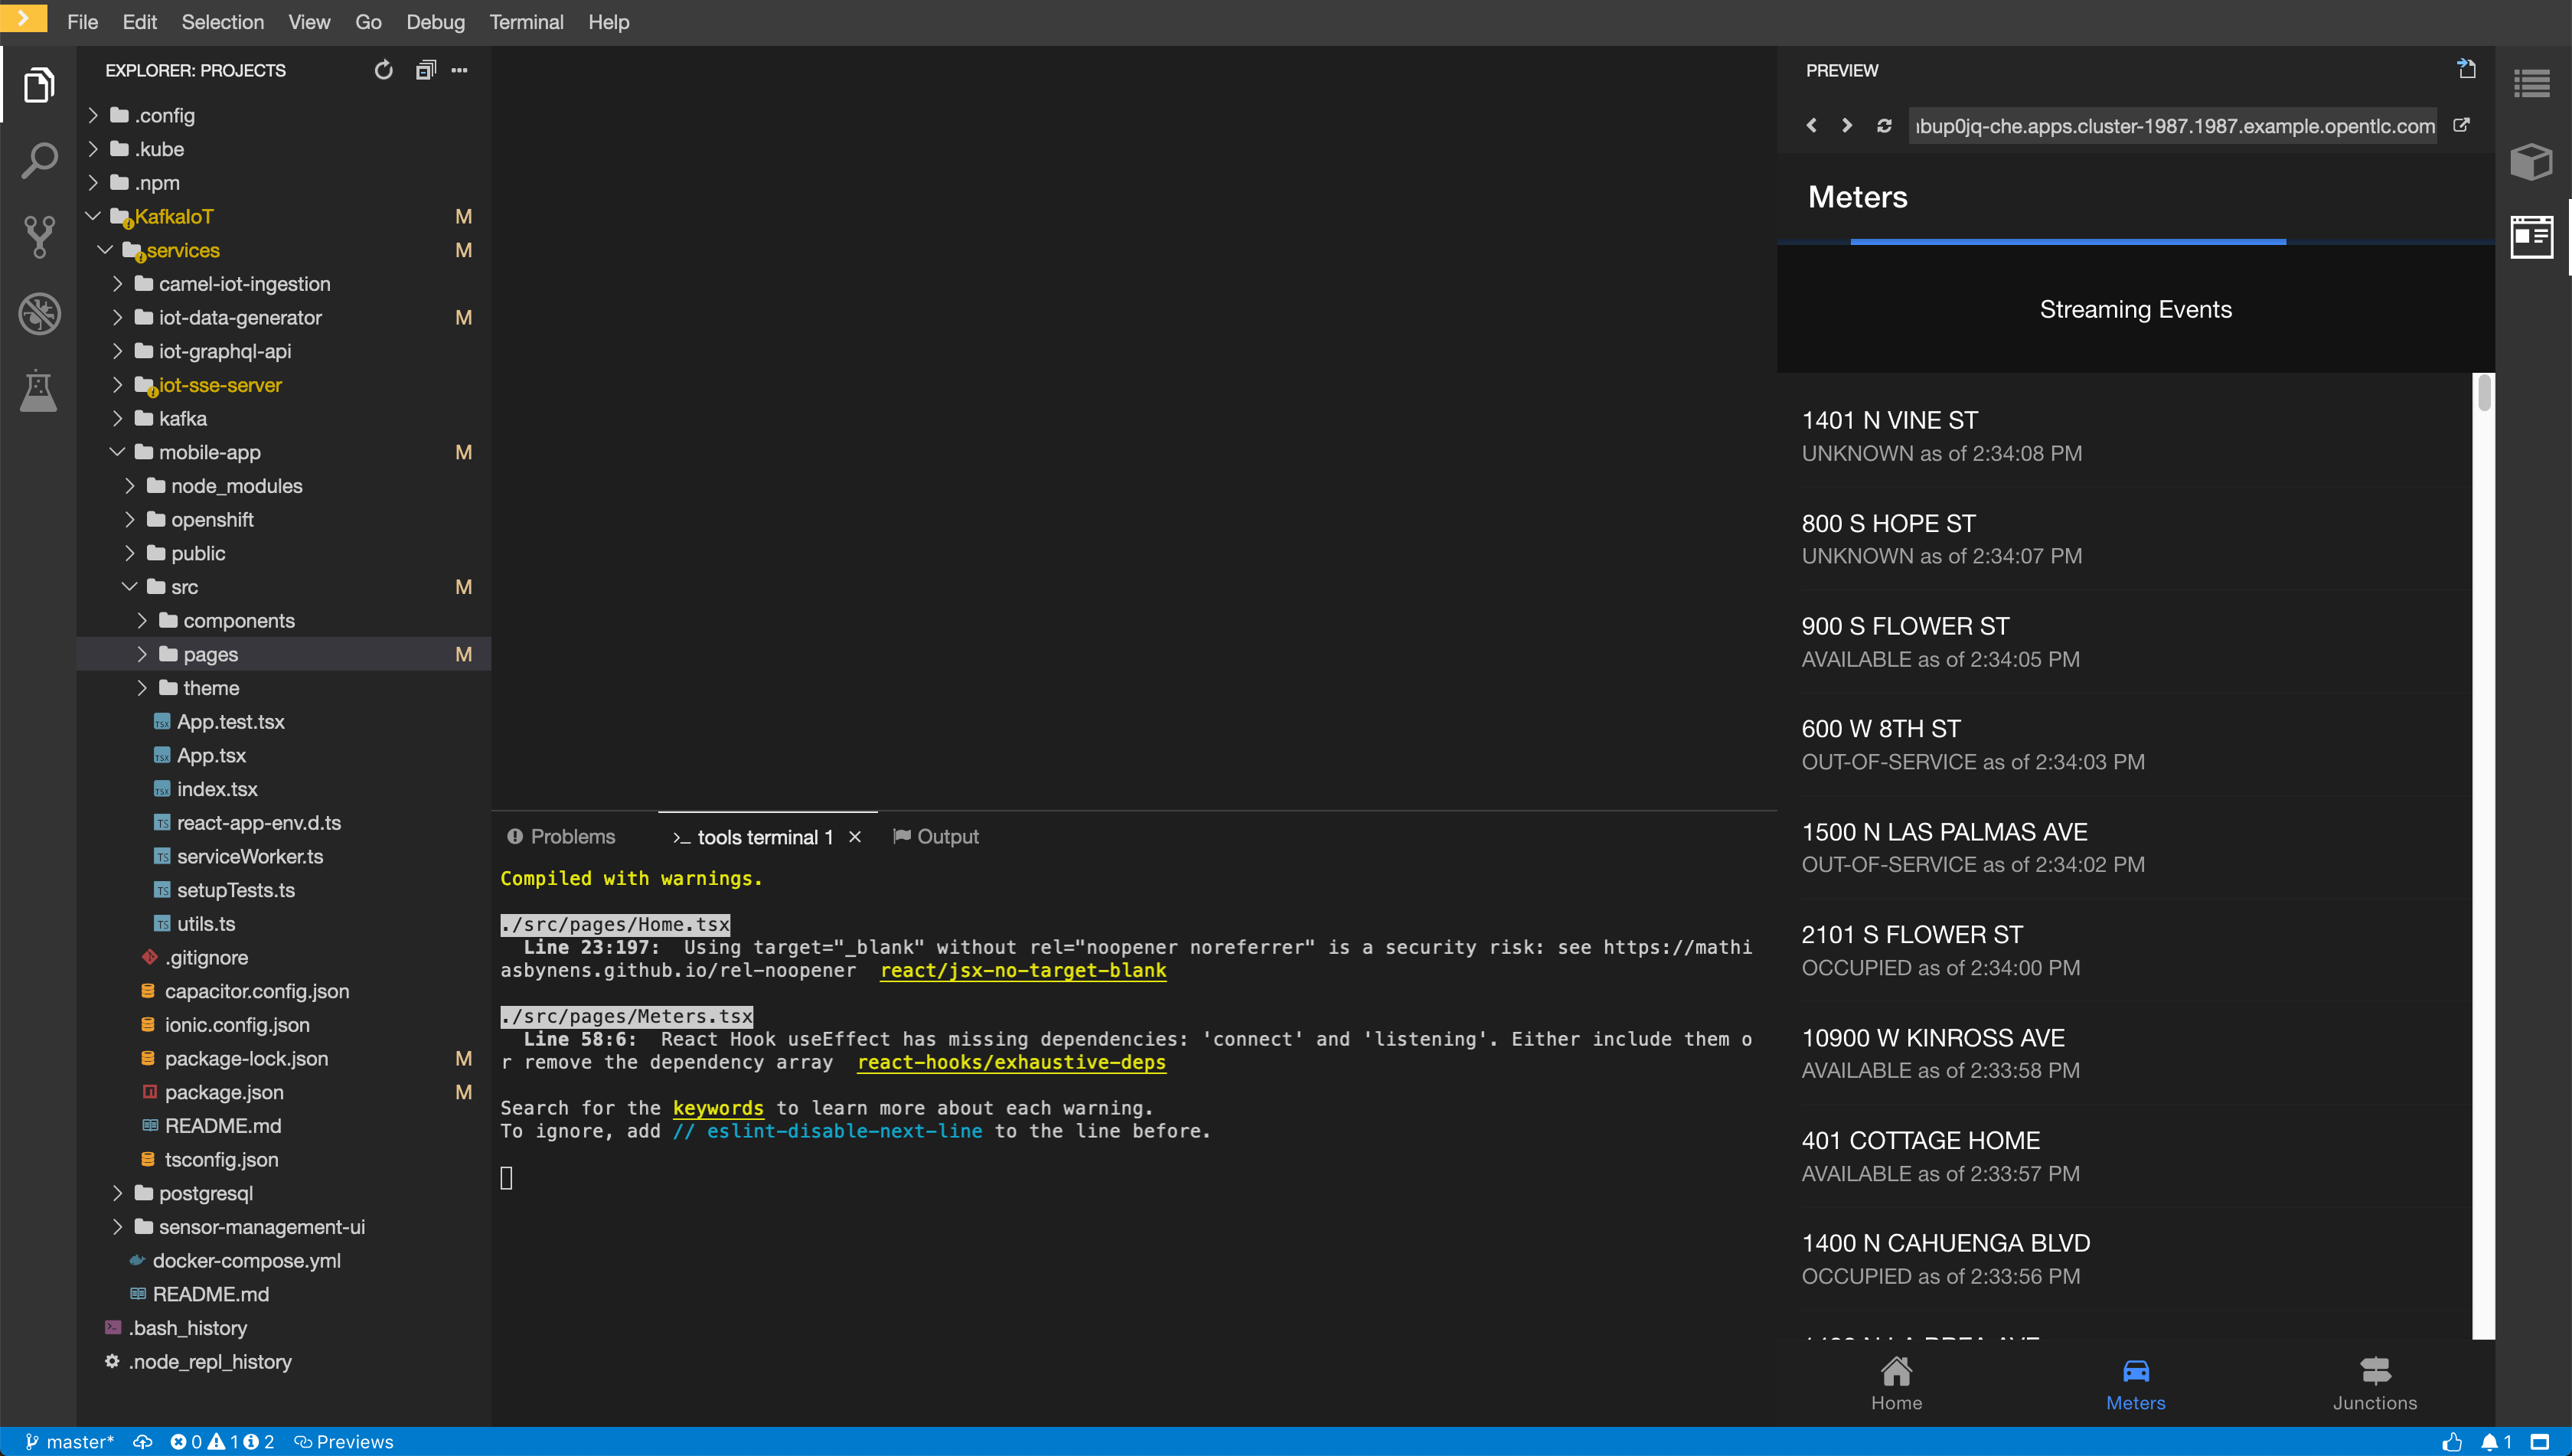 File Edit Selection View Go Debug Terminal Help
EXPLORER: PROJECTS
.config
.kube
.npm
KafkaIoT M
services M
camel-iot-ingestion
iot-data-generator M
iot-graphql-api
iot-sse-server
kafka
mobile-app M
node_modules
openshift
public
src M
components
pages M
theme
App.test.tsx
App.tsx
index.tsx
react-app-env.d.ts
serviceWorker.ts
setupTests.ts
utils.ts
.gitignore
capacitor.config.json
ionic.config.json
package-lock.json M
package.json M
README.md
tsconfig.json
postgresql
sensor-management-ui
docker-compose.yml
README.md
.bash_history
.node_repl_history
Problems >_ tools terminal 1 × Output
Compiled with warnings.
./src/pages/Home.tsx
Line 23:197: Using target="_blank" without rel="noopener noreferrer" is a security risk: see https://mathi
asbynens.github.io/rel-noopener react/jsx-no-target-blank
./src/pages/Meters.tsx
Line 58:6: React Hook useEffect has missing dependencies: 'connect' and 'listening'. Either include them o
r remove the dependency array react-hooks/exhaustive-deps
Search for the keywords to learn more about each warning.
To ignore, add // eslint-disable-next-line to the line before.
PREVIEW
bup0jq-che.apps.cluster-1987.1987.example.opentlc.com
Meters
Streaming Events
1401 N VINE ST
UNKNOWN as of 2:34:08 PM
800 S HOPE ST
UNKNOWN as of 2:34:07 PM
900 S FLOWER ST
AVAILABLE as of 2:34:05 PM
600 W 8TH ST
OUT-OF-SERVICE as of 2:34:03 PM
1500 N LAS PALMAS AVE
OUT-OF-SERVICE as of 2:34:02 PM
2101 S FLOWER ST
OCCUPIED as of 2:34:00 PM
10900 W KINROSS AVE
AVAILABLE as of 2:33:58 PM
401 COTTAGE HOME
AVAILABLE as of 2:33:57 PM
1400 N CAHUENGA BLVD
OCCUPIED as of 2:33:56 PM
Home Meters Junctions
master* 0 1 2 Previews 1